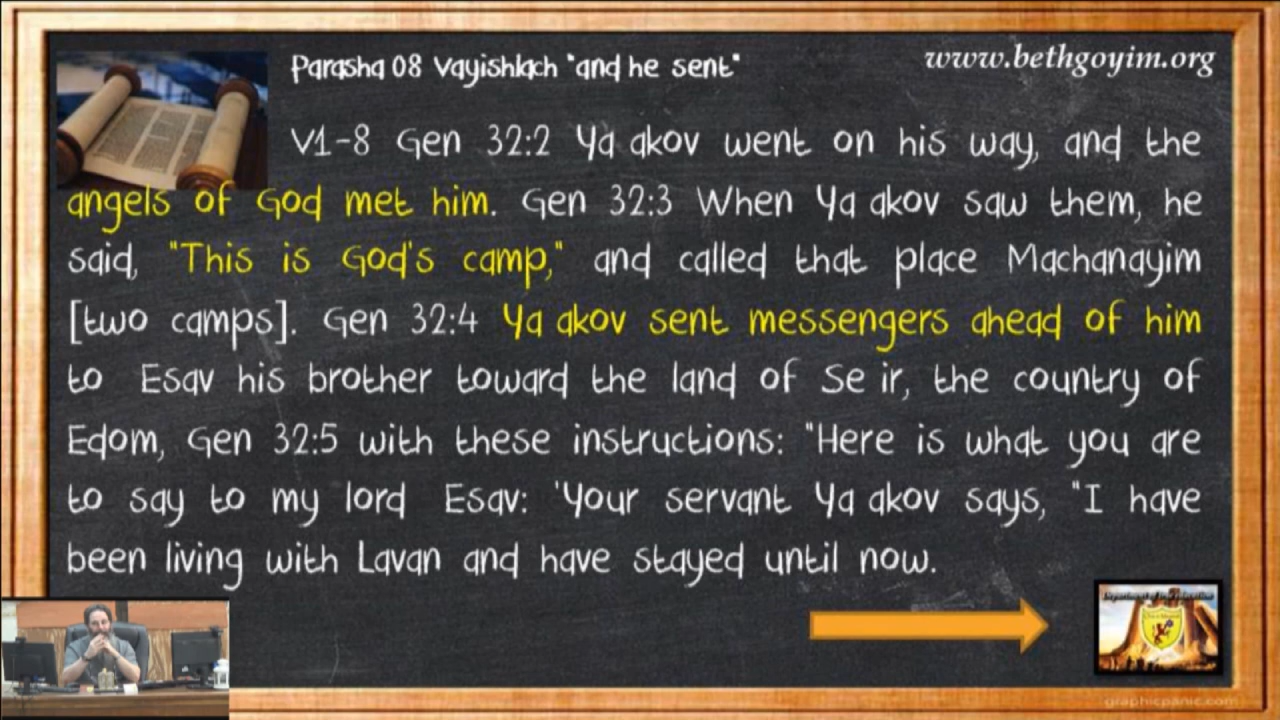 Parasha 08 Vayishlach "and he sent"
www.bethgoyim.org
V1-8 Gen 32:2 Ya akov went on his way, and the
angels of God met him. Gen 32:3 When Ya akov saw them, he
said, "This is God's camp," and called that place Machanayim
[two camps]. Gen 32:4 Ya akov sent messengers ahead of him
to Esav his brother toward the land of Se ir, the country of
Edom, Gen 32:5 with these instructions: "Here is what you are
to say to my lord Esav: 'Your servant Ya akov says, "I have
been living with Lavan and have stayed until now.
graphicpanic.com